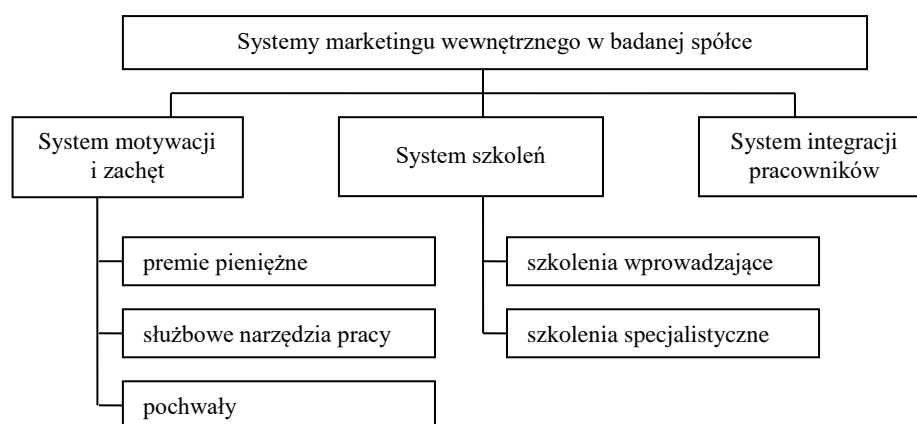 Systemy marketingu wewnętrznego w badanej spółce
System motywacji
i zachęt
System szkoleń
System integracji
pracowników
premie pieniężne
służbowe narzędzia pracy
pochwały
szkolenia wprowadzające
szkolenia specjalistyczne